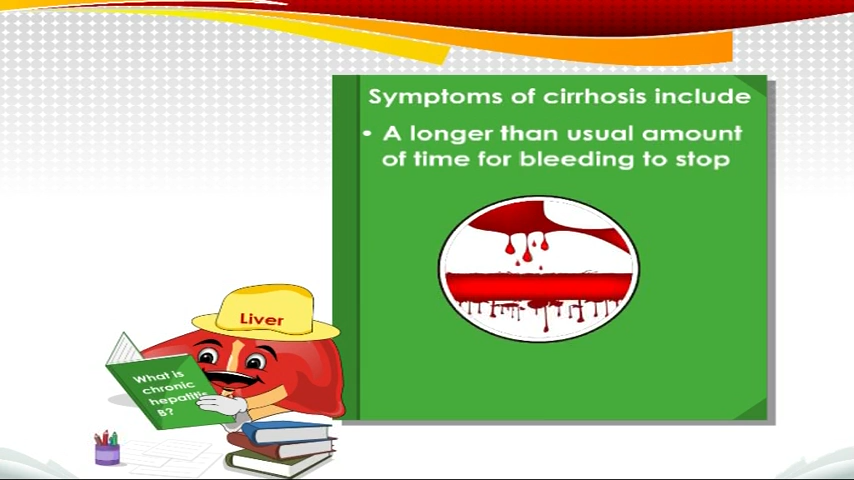 Symptoms of cirrhosis include
• A longer than usual amount
of time for bleeding to stop
Liver
What is
chronic
hepatitis
B?